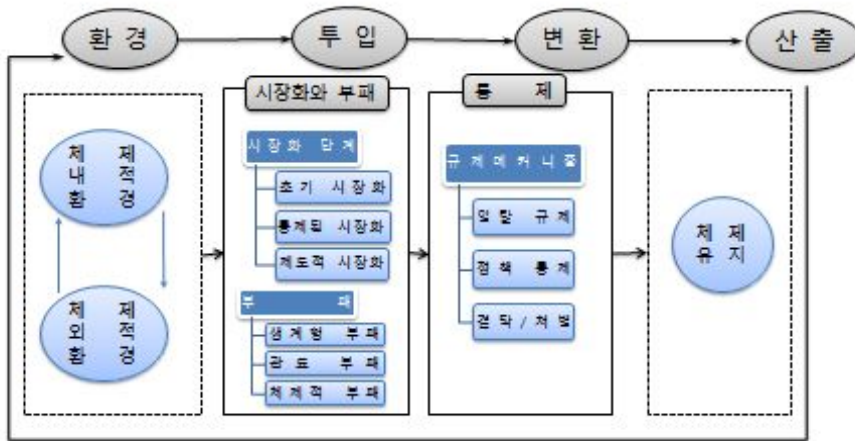 환 경
투 입
변 환
산 출
시장화와 부패
통 제
체 제
내 적
환 경
체 제
외 적
환 경
시 장 화 단 계
초 기 시 장 화
통제된 시장화
제도적 시장화
부 패
생 계 형 부 패
관 료 부 패
체 제 적 부 패
규 제 메 커 니 즘
일 탈 규 제
정 책 통 제
결 탁 / 처 벌
체 제
유 지